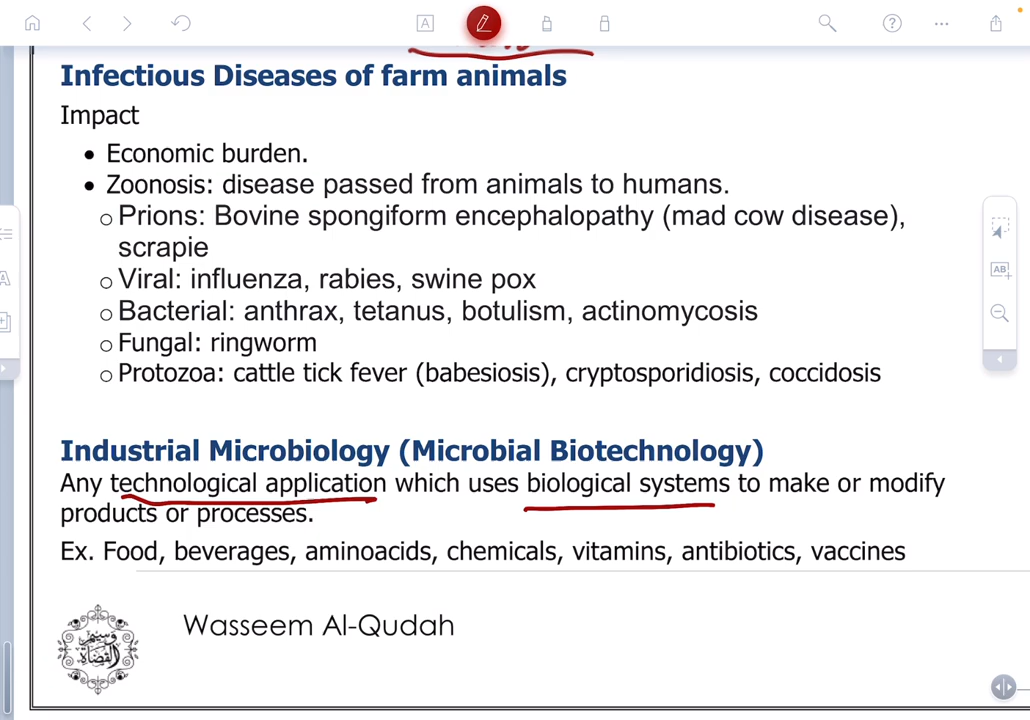 A
Infectious Diseases of farm animals
Impact
• Economic burden.
• Zoonosis: disease passed from animals to humans.
o Prions: Bovine spongiform encephalopathy (mad cow disease),
scrapie
o Viral: influenza, rabies, swine pox
o Bacterial: anthrax, tetanus, botulism, actinomycosis
o Fungal: ringworm
o Protozoa: cattle tick fever (babesiosis), cryptosporidiosis, coccidosis
Industrial Microbiology (Microbial Biotechnology)
Any technological application which uses biological systems to make or modify
products or processes.
Ex. Food, beverages, aminoacids, chemicals, vitamins, antibiotics, vaccines
Wasseem Al-Qudah
وسيم
القضاة
AB